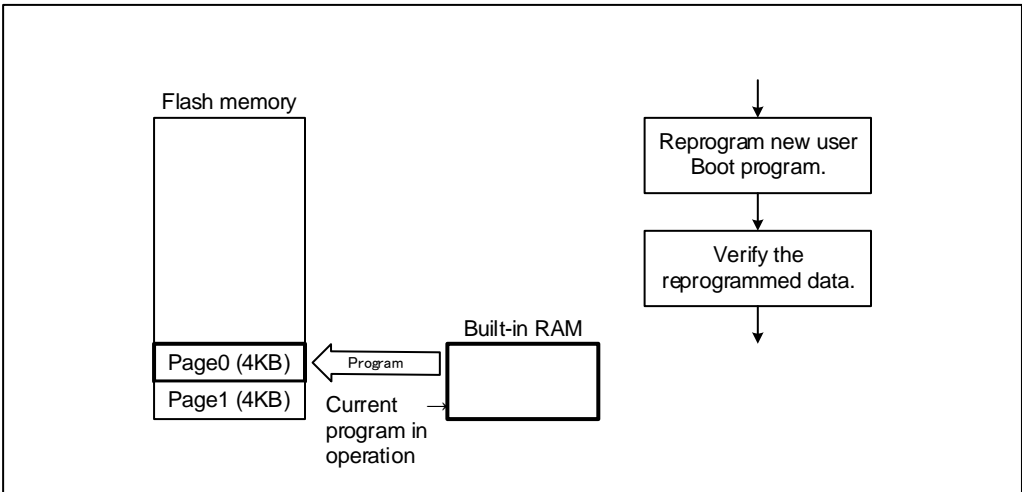 Flash memory
Page0 (4KB)
Page1 (4KB)
Program
Built-in RAM
Current
program in
operation
Reprogram new user
Boot program.
Verify the
reprogrammed data.